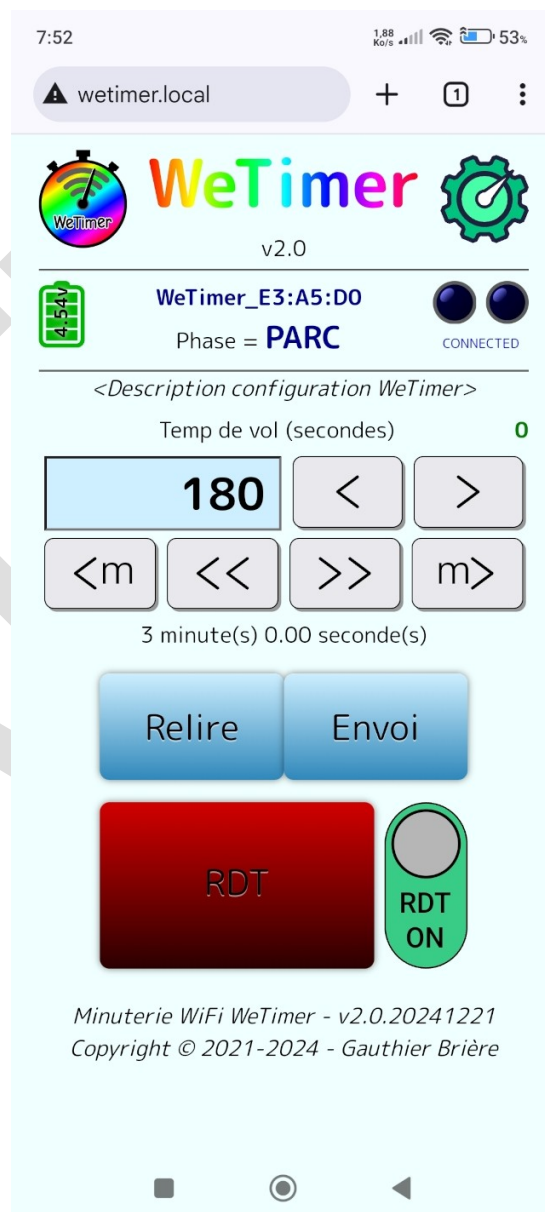 7:52 1,88 Ko/s 53%
wetimer.local 1
WeTimer WeTimer
v2.0
4.54v WeTimer_E3:A5:D0
Phase = PARC CONNECTED
<Description configuration WeTimer>
Temp de vol (secondes) 0
180 < >
<m << >> m>
3 minute(s) 0.00 seconde(s)
Relire Envoi
RDT RDT ON
Minuterie WiFi WeTimer - v2.0.20241221
Copyright © 2021-2024 - Gauthier Brière